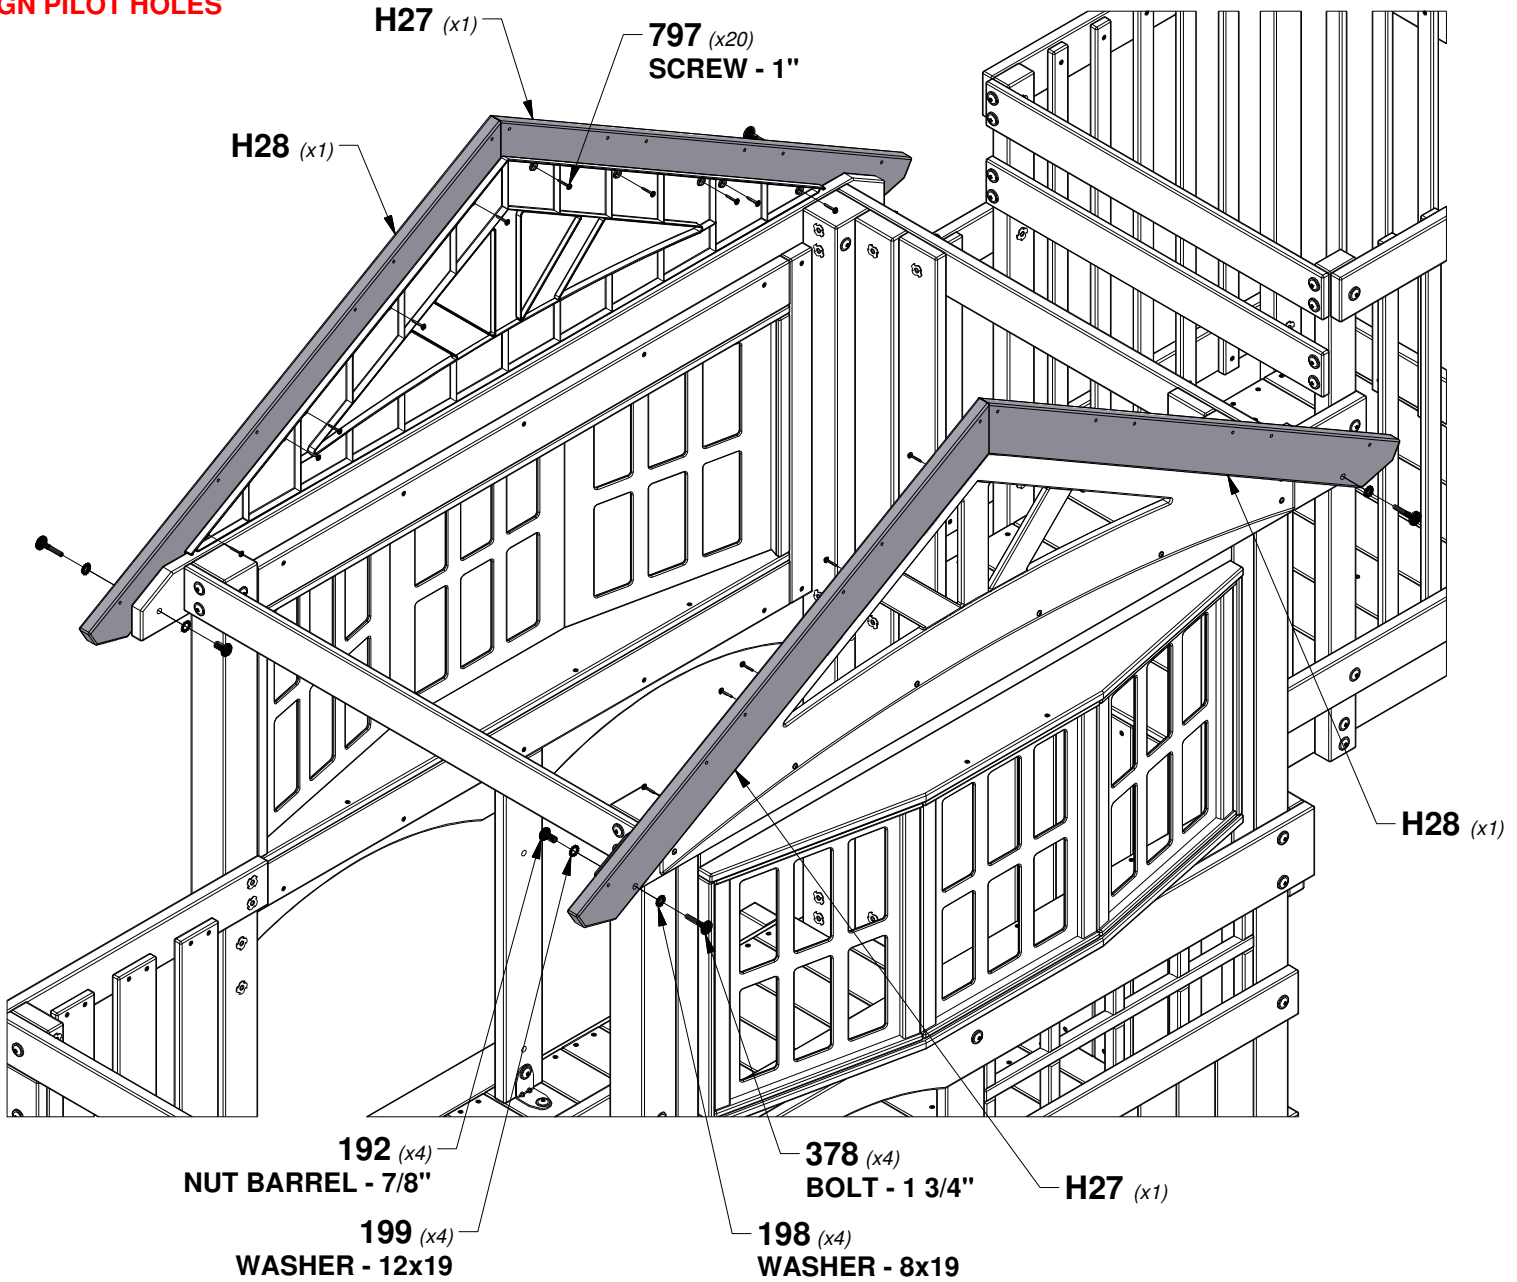 GN PILOT HOLES
H27 (x1)
797 (x20)
SCREW - 1"
H28 (x1)
H28 (x1)
192 (x4)
NUT BARREL - 7/8"
378 (x4)
BOLT - 1 3/4"
H27 (x1)
199 (x4)
WASHER - 12x19
198 (x4)
WASHER - 8x19